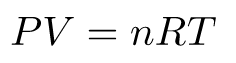 PV = nRT